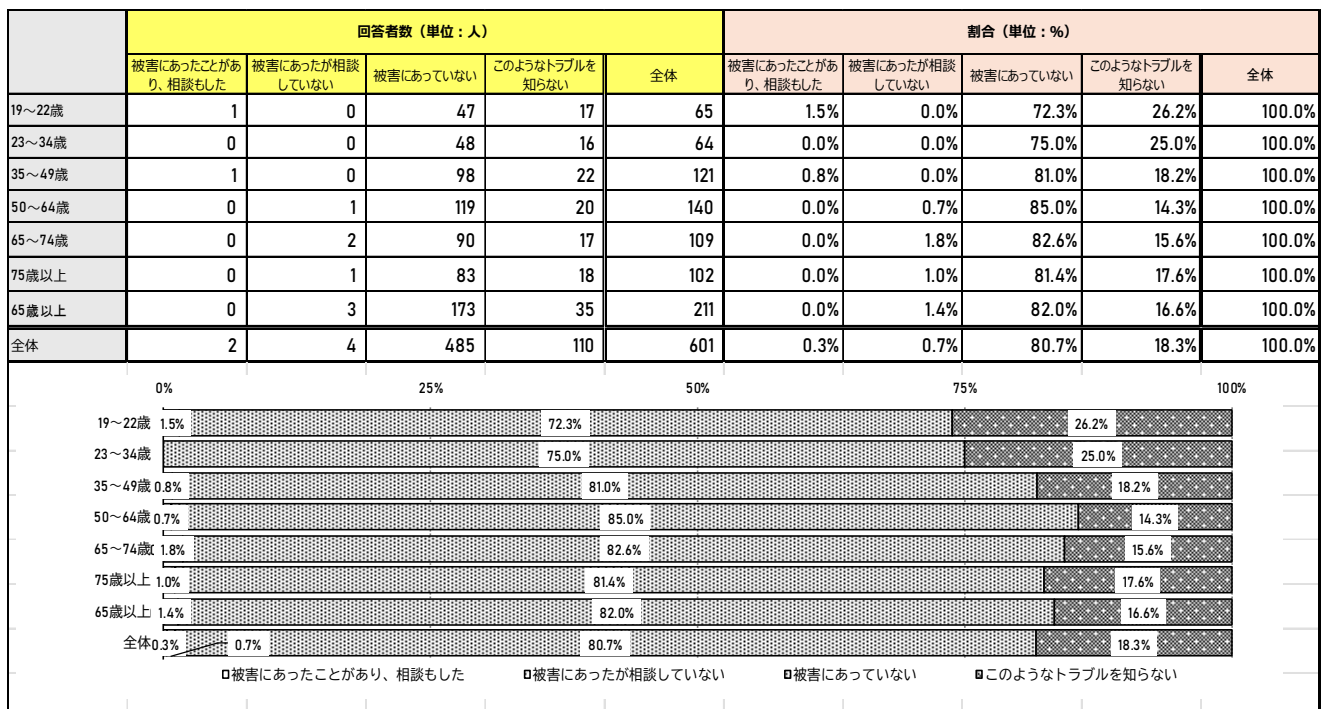 回答者数（単位：人） 割合（単位：%）
被害にあったことがあり、相談もした 被害にあったが相談していない 被害にあっていない このようなトラブルを知らない 全体 被害にあったことがあり、相談もした 被害にあったが相談していない 被害にあっていない このようなトラブルを知らない 全体
19～22歳 1 0 47 17 65 1.5% 0.0% 72.3% 26.2% 100.0%
23～34歳 0 0 48 16 64 0.0% 0.0% 75.0% 25.0% 100.0%
35～49歳 1 0 98 22 121 0.8% 0.0% 81.0% 18.2% 100.0%
50～64歳 0 1 119 20 140 0.0% 0.7% 85.0% 14.3% 100.0%
65～74歳 0 2 90 17 109 0.0% 1.8% 82.6% 15.6% 100.0%
75歳以上 0 1 83 18 102 0.0% 1.0% 81.4% 17.6% 100.0%
65歳以上 0 3 173 35 211 0.0% 1.4% 82.0% 16.6% 100.0%
全体 2 4 485 110 601 0.3% 0.7% 80.7% 18.3% 100.0%
0% 25% 50% 75% 100%
19～22歳 1.5% 72.3% 26.2%
23～34歳 75.0% 25.0%
35～49歳 0.8% 81.0% 18.2%
50～64歳 0.7% 85.0% 14.3%
65～74歳 1.8% 82.6% 15.6%
75歳以上 1.0% 81.4% 17.6%
65歳以上 1.4% 82.0% 16.6%
全体 0.3% 0.7% 80.7% 18.3%
被害にあったことがあり、相談もした 被害にあったが相談していない 被害にあっていない このようなトラブルを知らない